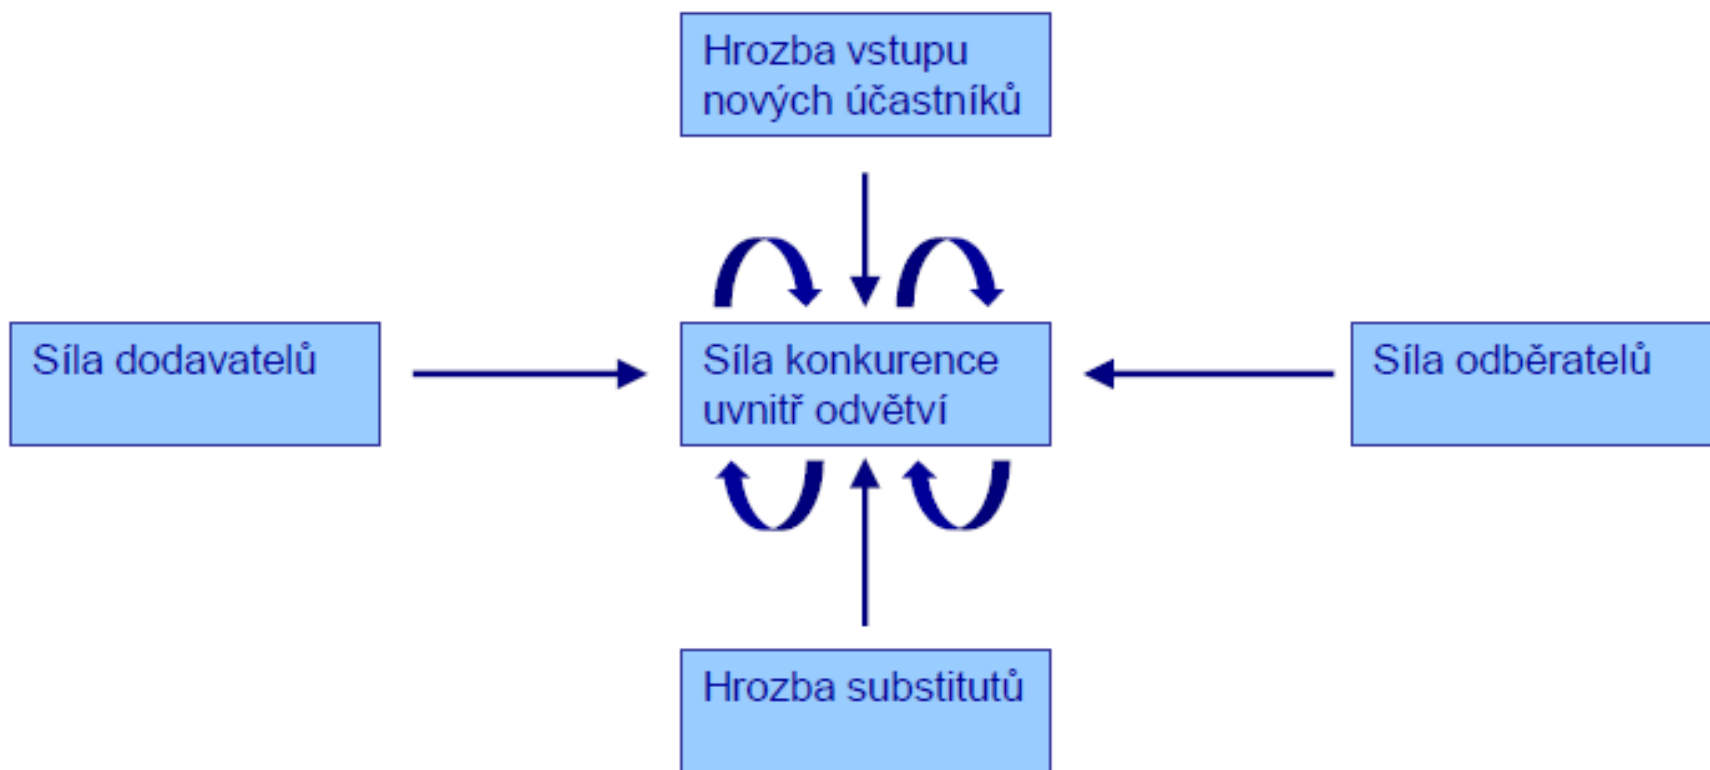 Hrozba vstupu
nových účastníků
Síla dodavatelů
Síla konkurence
uvnitř odvětví
Síla odběratelů
Hrozba substitutů